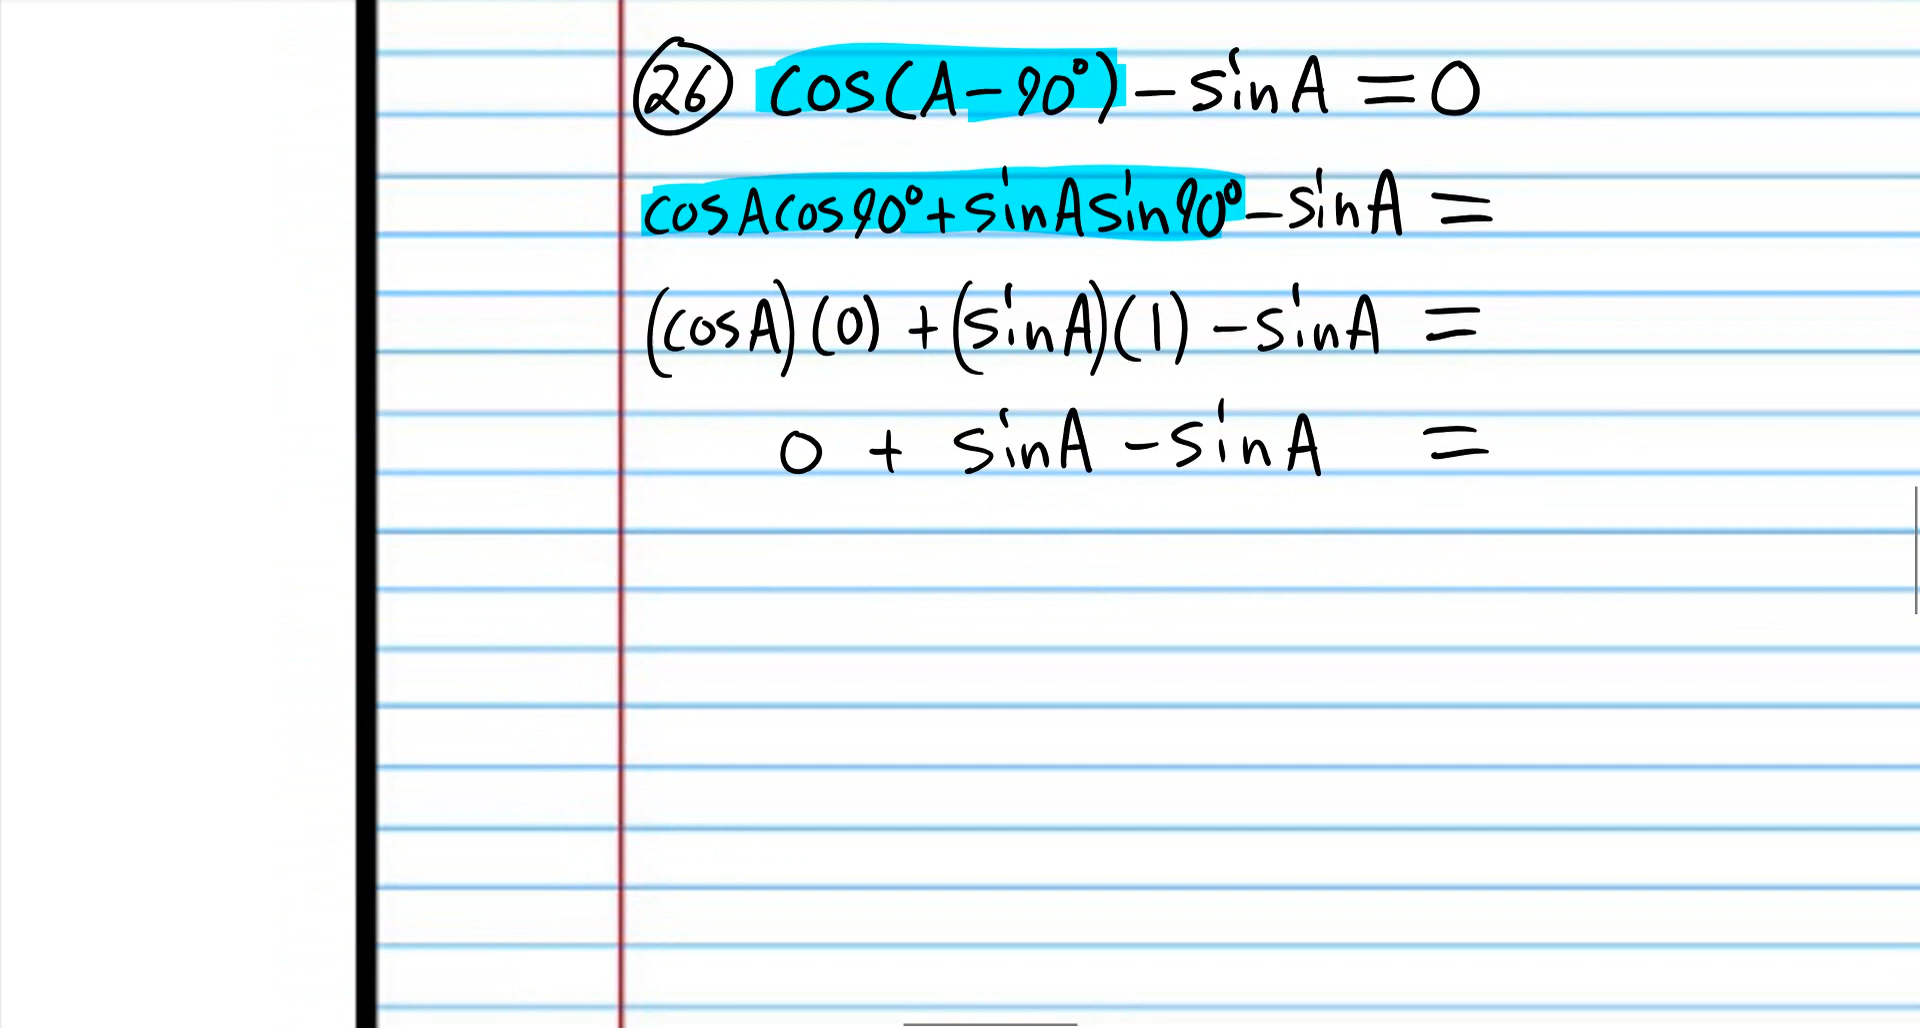 26 cos(A-90°)-sinA=0
cosAcos90°+sinAsin90°-sinA=
(cosA)(0)+(sinA)(1)-sinA=
0+sinA-sinA=